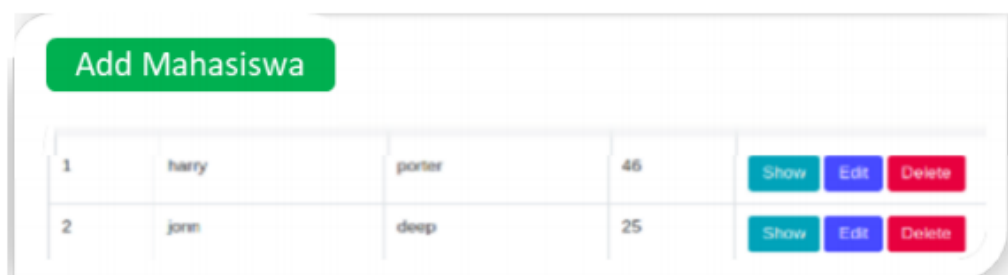 Add Mahasiswa
1 harry porter 46 Show Edit Delete
2 jonn deep 25 Show Edit Delete